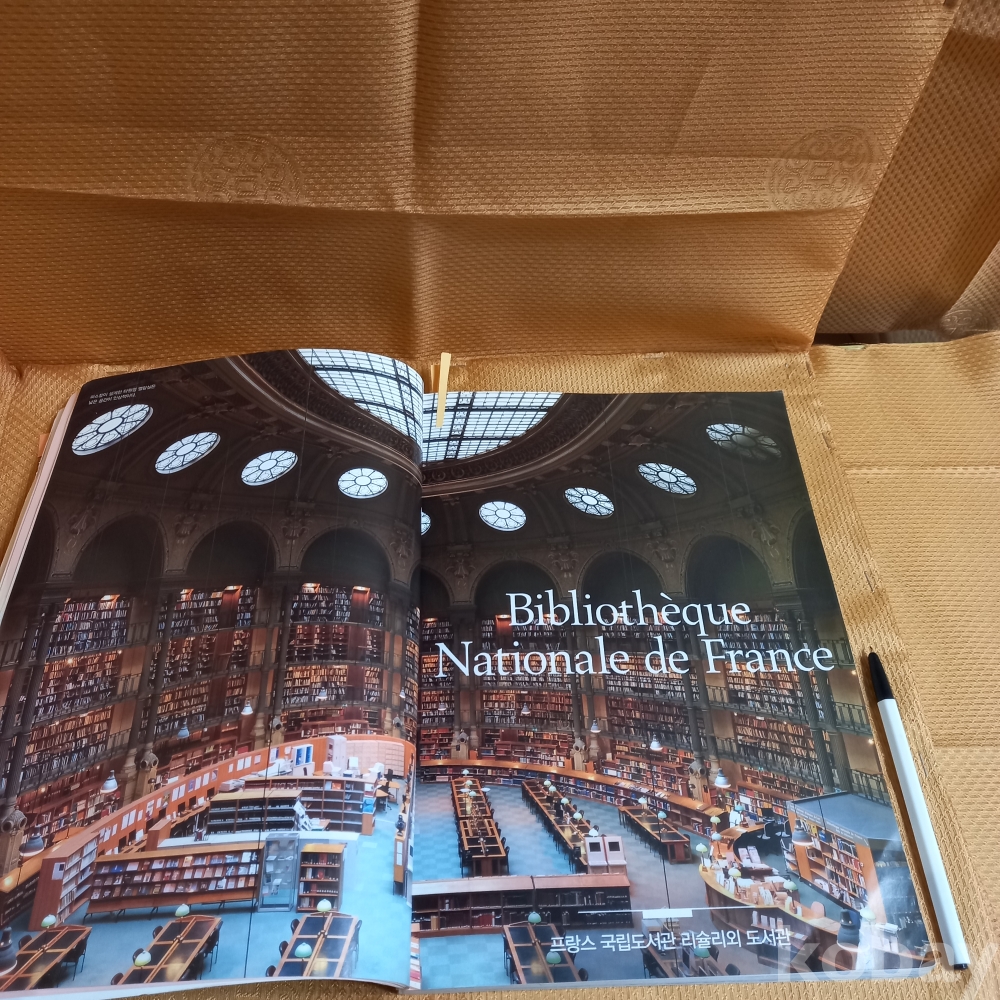 Bibliothèque
Nationale de France
프랑스 국립도서관 리슐리외 도서관
KOBAY